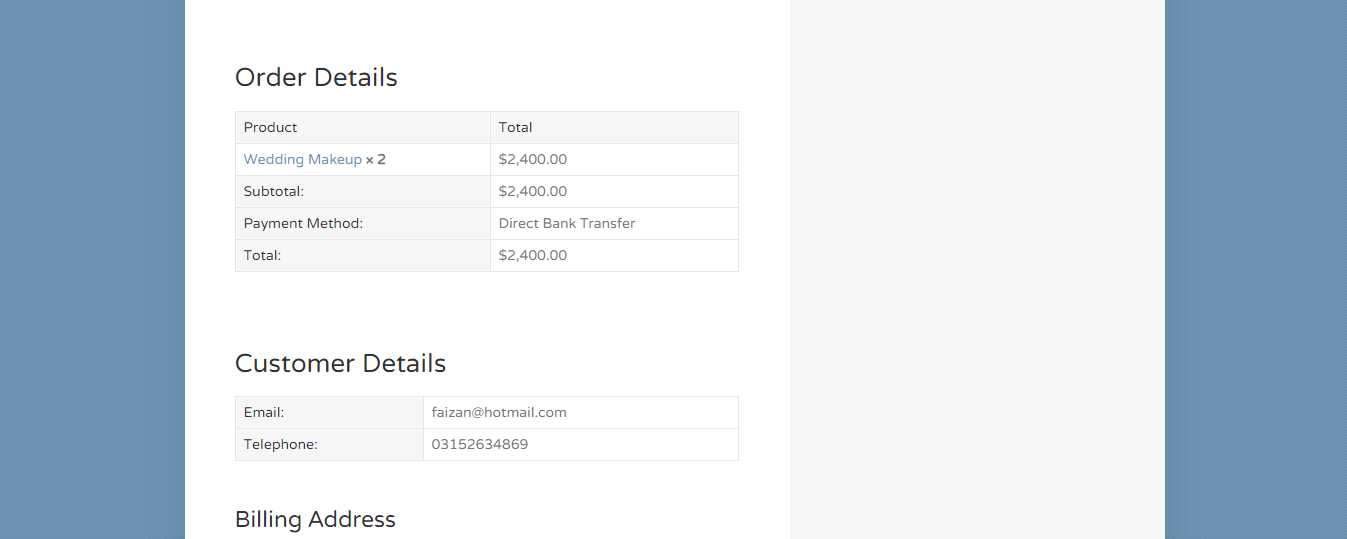 Order Details
Product Total
Wedding Makeup × 2 $2,400.00
Subtotal: $2,400.00
Payment Method: Direct Bank Transfer
Total: $2,400.00
Customer Details
Email: faizan@hotmail.com
Telephone: 03152634869
Billing Address